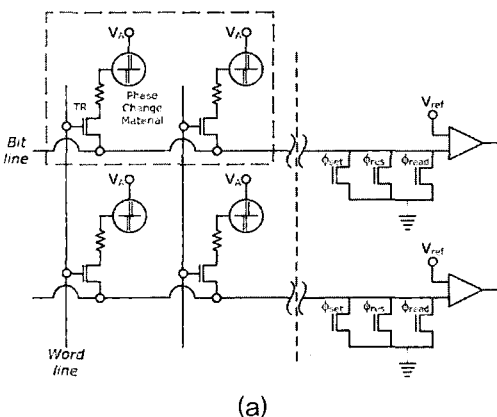 V_A V_A
TR
Phase
Change
Material
V_ref
Bit
line
ϕ_set ϕ_res ϕ_read
V_A V_A
V_ref
ϕ_set ϕ_res ϕ_read
Word
line
(a)